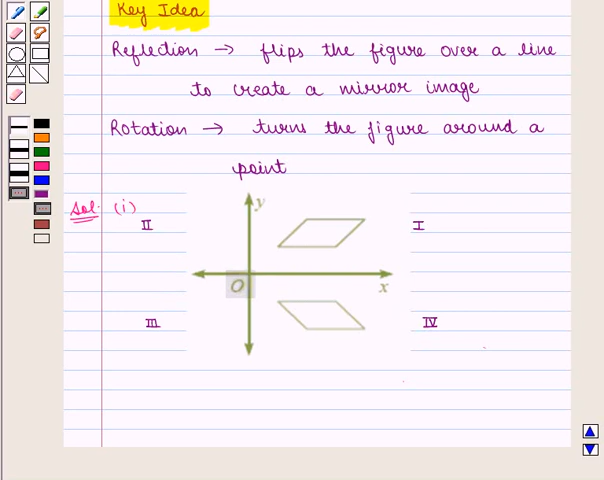 Key Idea
Reflection → flips the figure over a line
to create a mirror image
Rotation → turns the figure around a
point
Sol. (i)
y
II I
O x
III IV